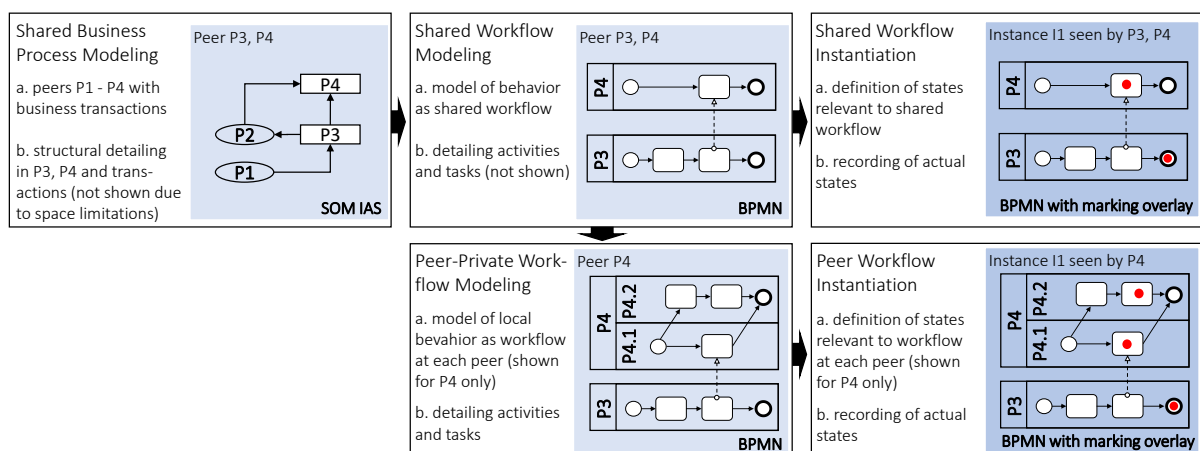 Shared Business
Process Modeling
a. peers P1 - P4 with
business transactions
b. structural detailing
in P3, P4 and trans-
actions (not shown due
to space limitations)
Peer P3, P4
P4
P2
P3
P1
SOM IAS
Shared Workflow
Modeling
a. model of behavior
as shared workflow
b. detailing activities
and tasks (not shown)
Peer P3, P4
P4
P3
BPMN
Shared Workflow
Instantiation
a. definition of states
relevant to shared
workflow
b. recording of actual
states
Instance I1 seen by P3, P4
P4
P3
BPMN with marking overlay
Peer-Private Work-
flow Modeling
a. model of local
bevahior as workflow
at each peer (shown
for P4 only)
b. detailing activities
and tasks
Peer P4
P4
P4.2
P4.1
P3
BPMN
Peer Workflow
Instantiation
a. definition of states
relevant to workflow
at each peer (shown
for P4 only)
b. recording of actual
states
Instance I1 seen by P4
P4
P4.2
P4.1
P3
BPMN with marking overlay